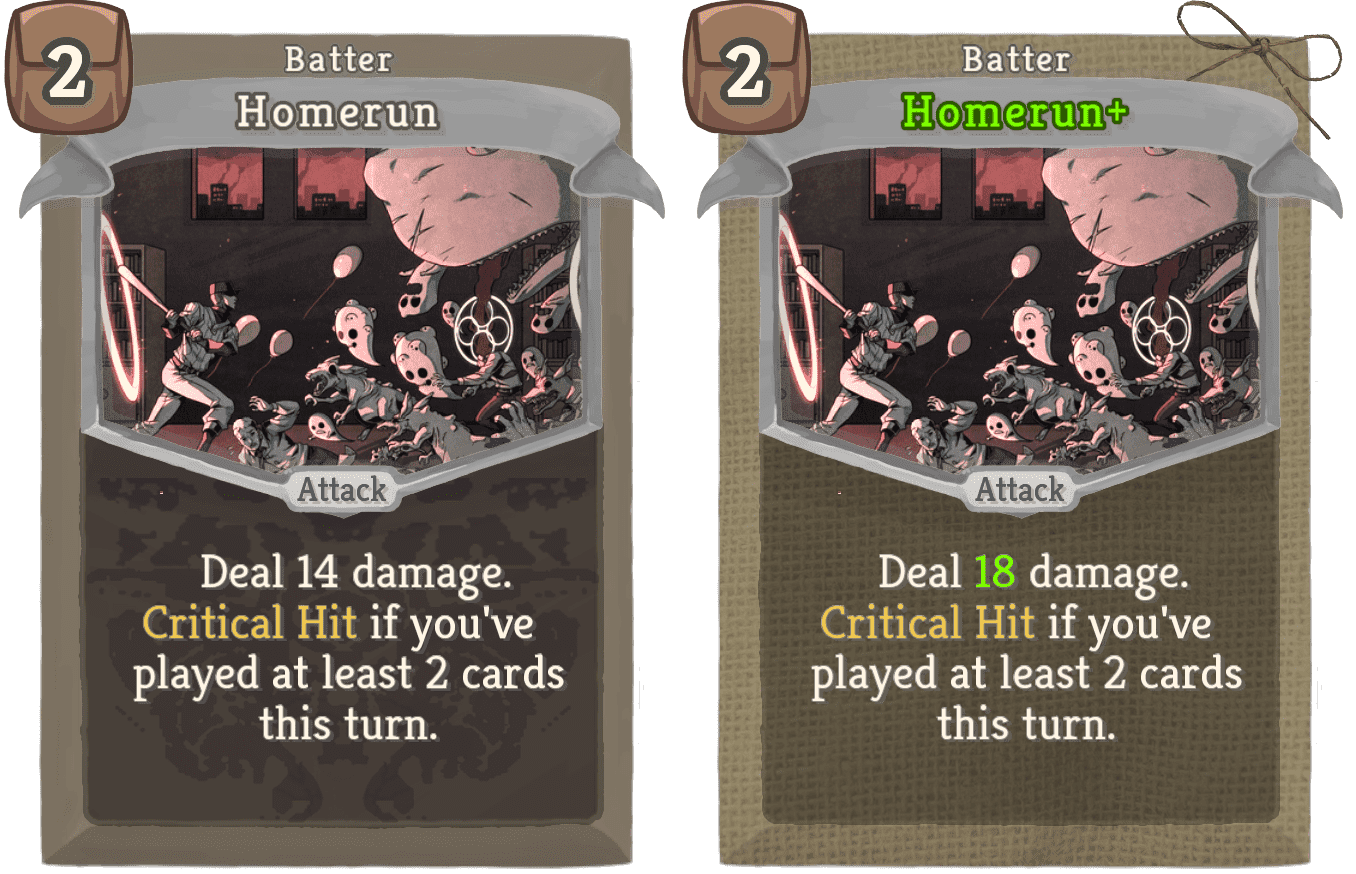 2
Batter
Homerun
Attack
Deal 14 damage.
Critical Hit if you've
played at least 2 cards
this turn.
2
Batter
Homerun+
Attack
Deal 18 damage.
Critical Hit if you've
played at least 2 cards
this turn.